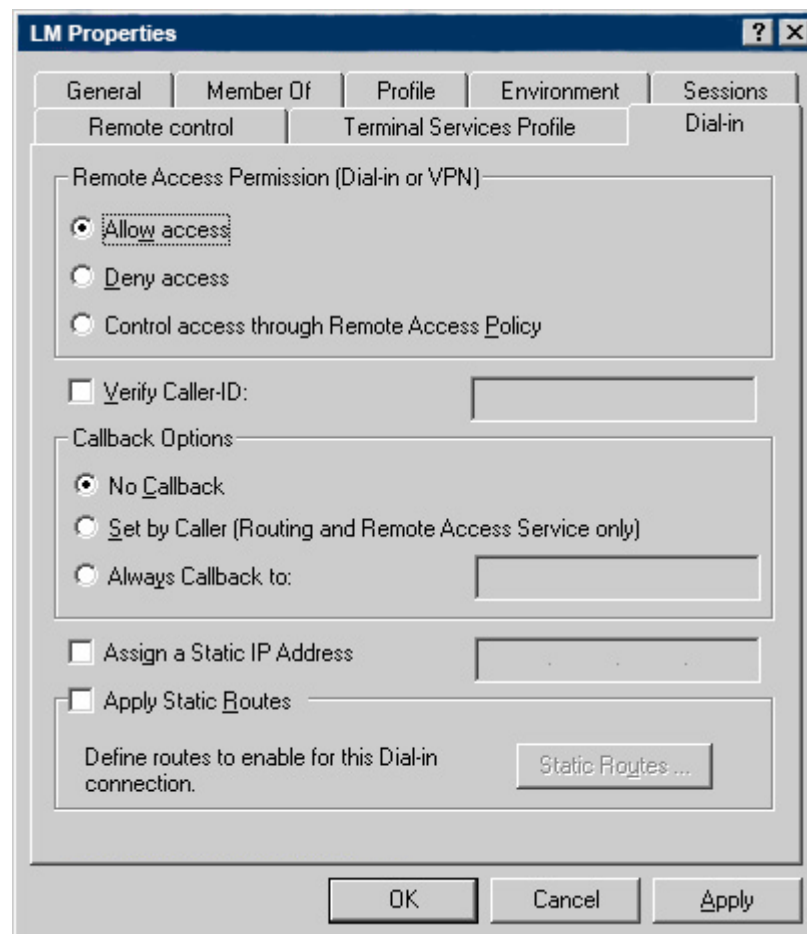 LM Properties
General Member Of Profile Environment Sessions
Remote control Terminal Services Profile Dial-in
Remote Access Permission (Dial-in or VPN)
Allow access
Deny access
Control access through Remote Access Policy
Verify Caller-ID:
Callback Options
No Callback
Set by Caller (Routing and Remote Access Service only)
Always Callback to:
Assign a Static IP Address
Apply Static Routes
Define routes to enable for this Dial-in
connection.
Static Routes ...
OK Cancel Apply